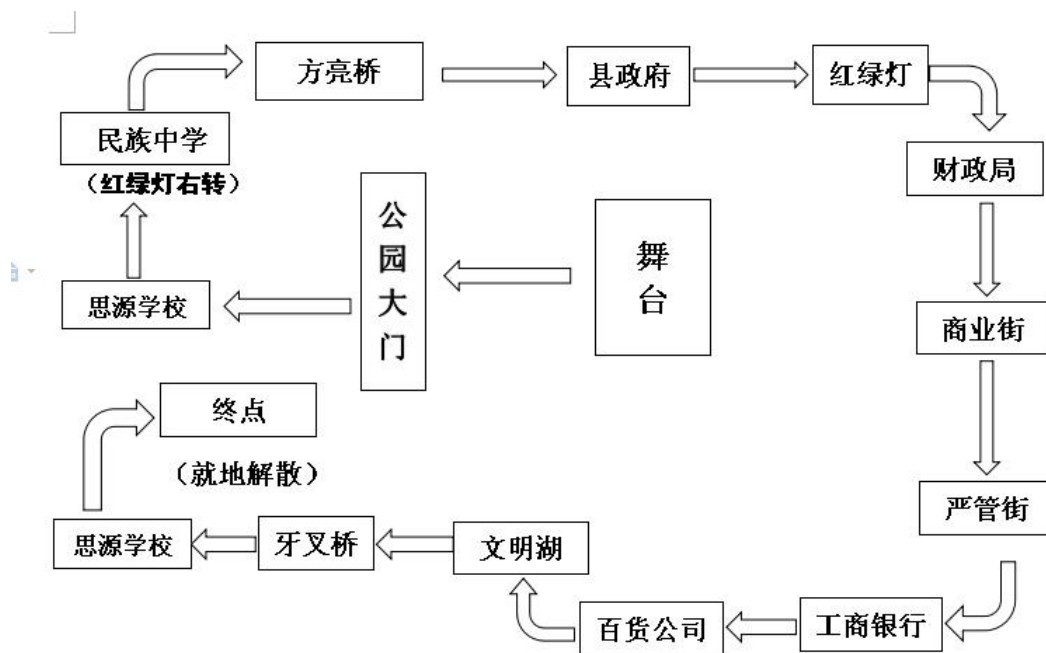 方亮桥
县政府
红绿灯
民族中学
（红绿灯右转）
财政局
公园大门
舞台
思源学校
商业街
终点
（就地解散）
严管街
思源学校
牙叉桥
文明湖
百货公司
工商银行